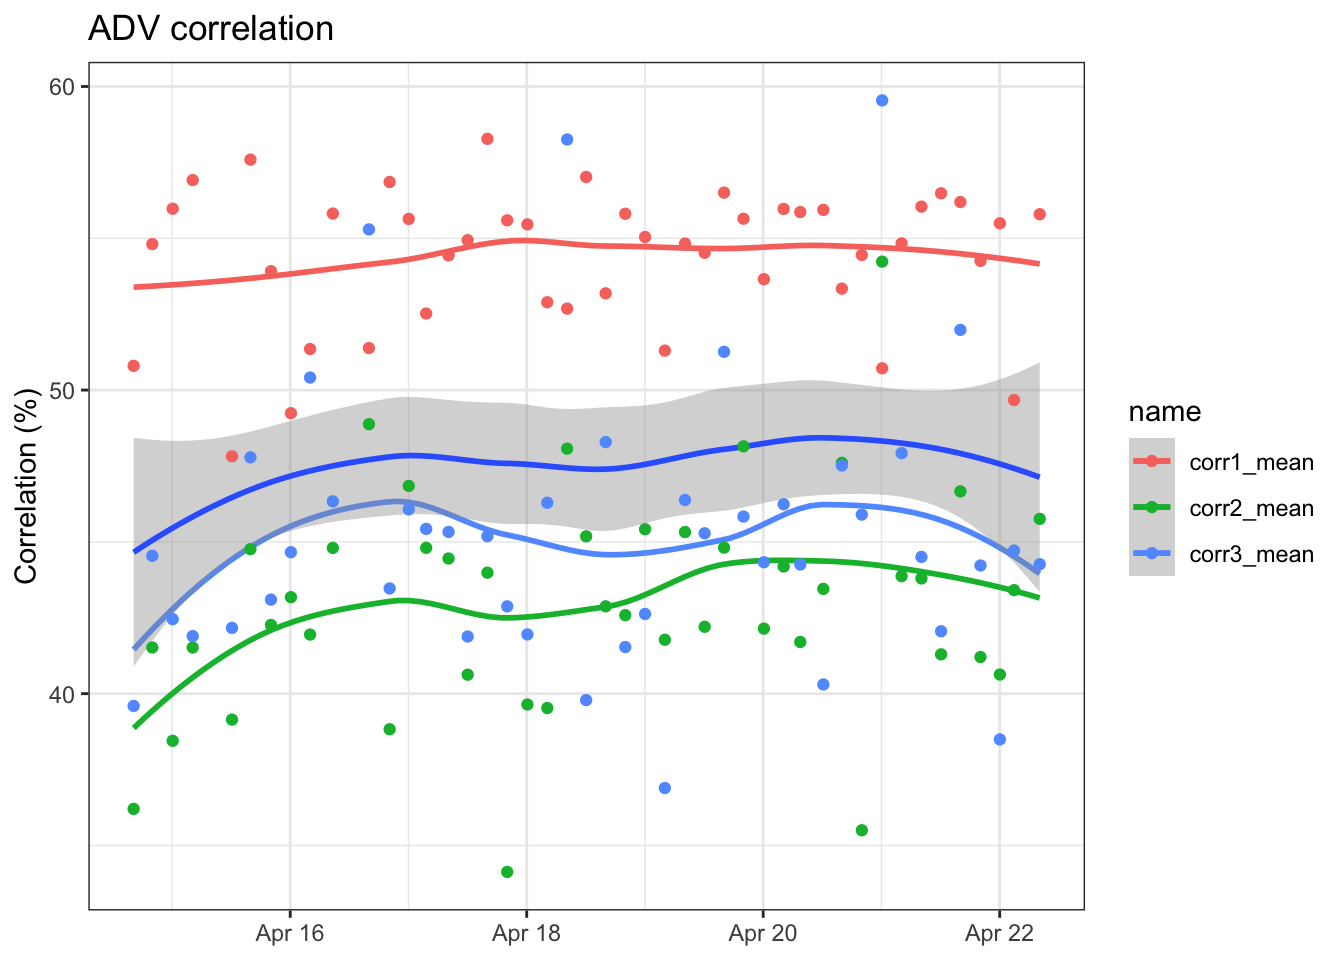 ADV correlation
60
50
40
Correlation (%)
Apr 16
Apr 18
Apr 20
Apr 22
name
corr1_mean
corr2_mean
corr3_mean